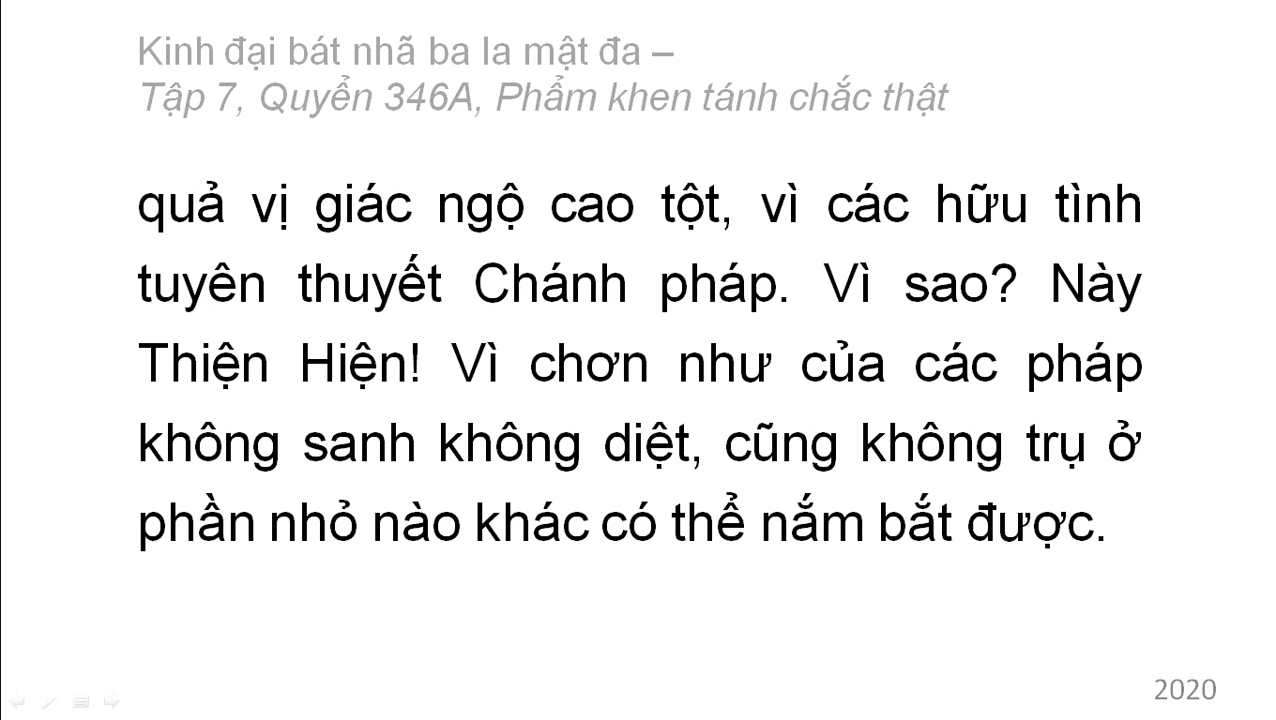 Kinh đại bát nhã ba la mật đa –
Tập 7, Quyển 346A, Phẩm khen tánh chắc thật
quả vị giác ngộ cao tột, vì các hữu tình
tuyên thuyết Chánh pháp. Vì sao? Này
Thiện Hiện! Vì chơn như của các pháp
không sanh không diệt, cũng không trụ ở
phần nhỏ nào khác có thể nắm bắt được.
2020